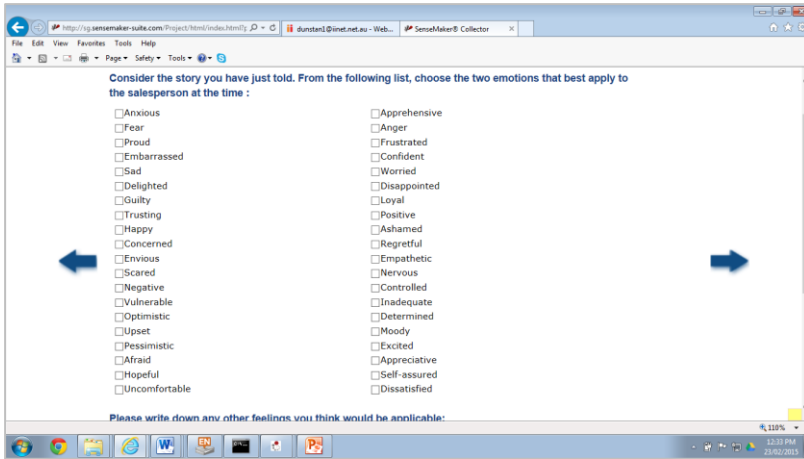 http://sg.sensemaker-suite.com/Project/html/index.html?
dunstan1@iinet.net.au - Web...
SenseMaker® Collector
File Edit View Favorites Tools Help
Page Safety Tools
Consider the story you have just told. From the following list, choose the two emotions that best apply to
the salesperson at the time :
Anxious Apprehensive
Fear Anger
Proud Frustrated
Embarrassed Confident
Sad Worried
Delighted Disappointed
Guilty Loyal
Trusting Positive
Happy Ashamed
Concerned Regretful
Envious Empathetic
Scared Nervous
Negative Controlled
Vulnerable Inadequate
Optimistic Determined
Upset Moody
Pessimistic Excited
Afraid Appreciative
Hopeful Self-assured
Uncomfortable Dissatisfied
Please write down any other feelings you think would be applicable:
110%
EN
12:33 PM
23/02/2015